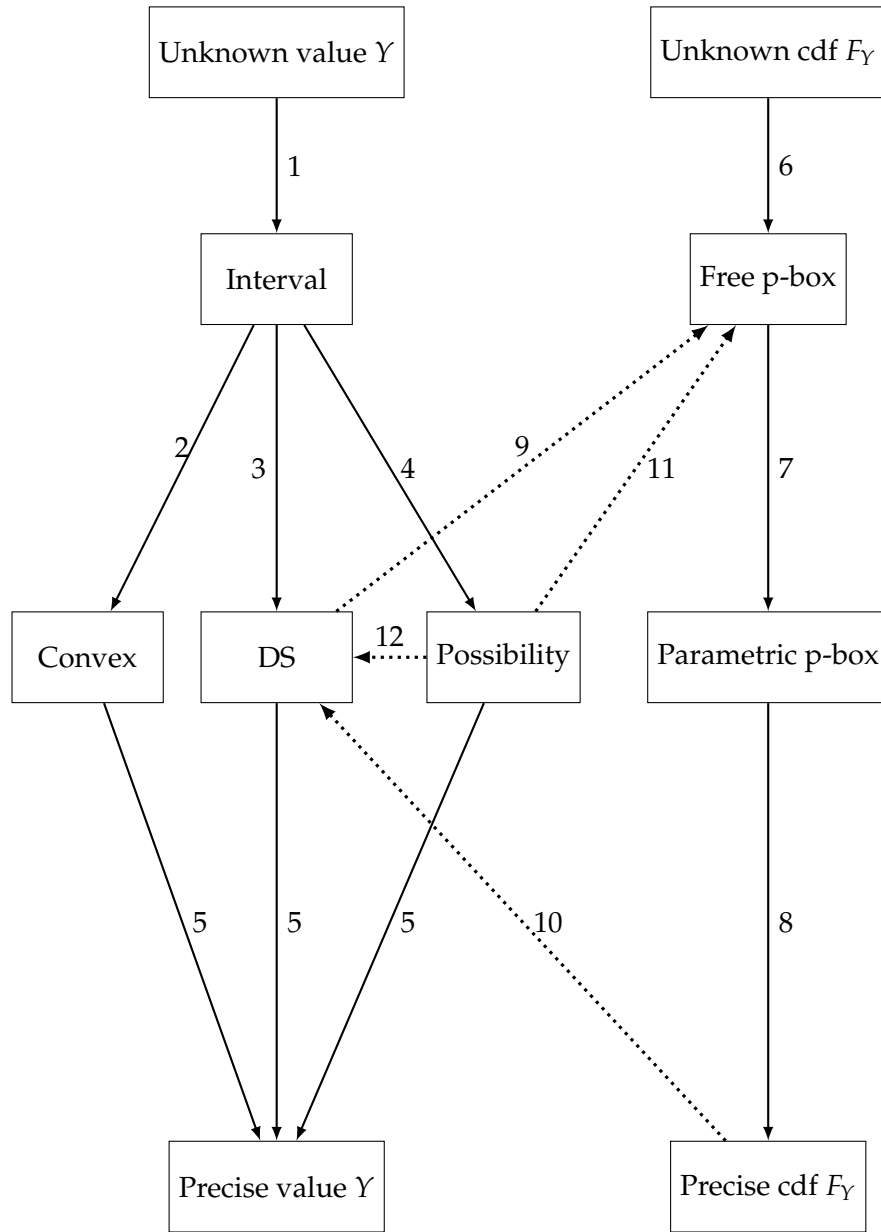 Unknown value Y
Unknown cdf F_Y
1
6
Interval
Free p-box
2
3
4
9
11
7
Convex
DS
12
Possibility
Parametric p-box
5
5
5
10
8
Precise value Y
Precise cdf F_Y